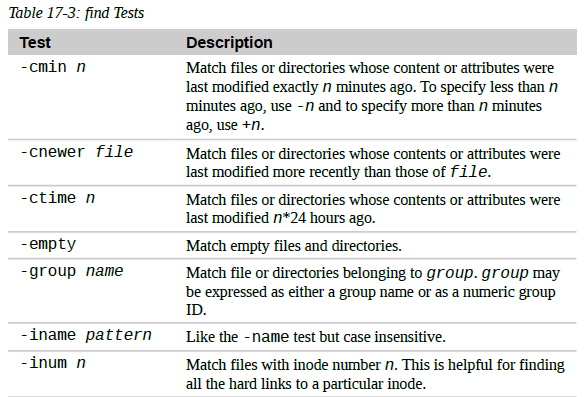 Table 17-3: find Tests
Test Description
-cmin n Match files or directories whose content or attributes were
last modified exactly n minutes ago. To specify less than n
minutes ago, use -n and to specify more than n minutes
ago, use +n.
-cnewer file Match files or directories whose contents or attributes were
last modified more recently than those of file.
-ctime n Match files or directories whose contents or attributes were
last modified n*24 hours ago.
-empty Match empty files and directories.
-group name Match file or directories belonging to group. group may
be expressed as either a group name or as a numeric group
ID.
-iname pattern Like the -name test but case insensitive.
-inum n Match files with inode number n. This is helpful for finding
all the hard links to a particular inode.